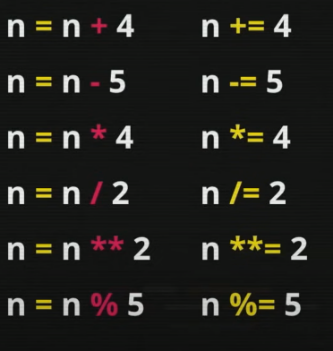 n = n + 4 n += 4
n = n - 5 n -= 5
n = n * 4 n *= 4
n = n / 2 n /= 2
n = n ** 2 n **= 2
n = n % 5 n %= 5